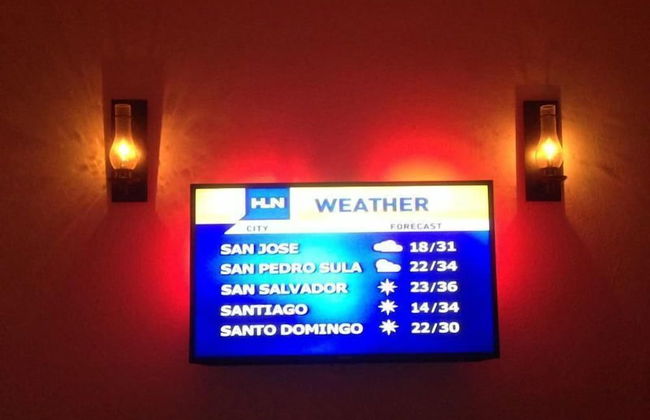 HLN WEATHER
CITY FORECAST
SAN JOSE 18/31
SAN PEDRO SULA 22/34
SAN SALVADOR 23/36
SANTIAGO 14/34
SANTO DOMINGO 22/30